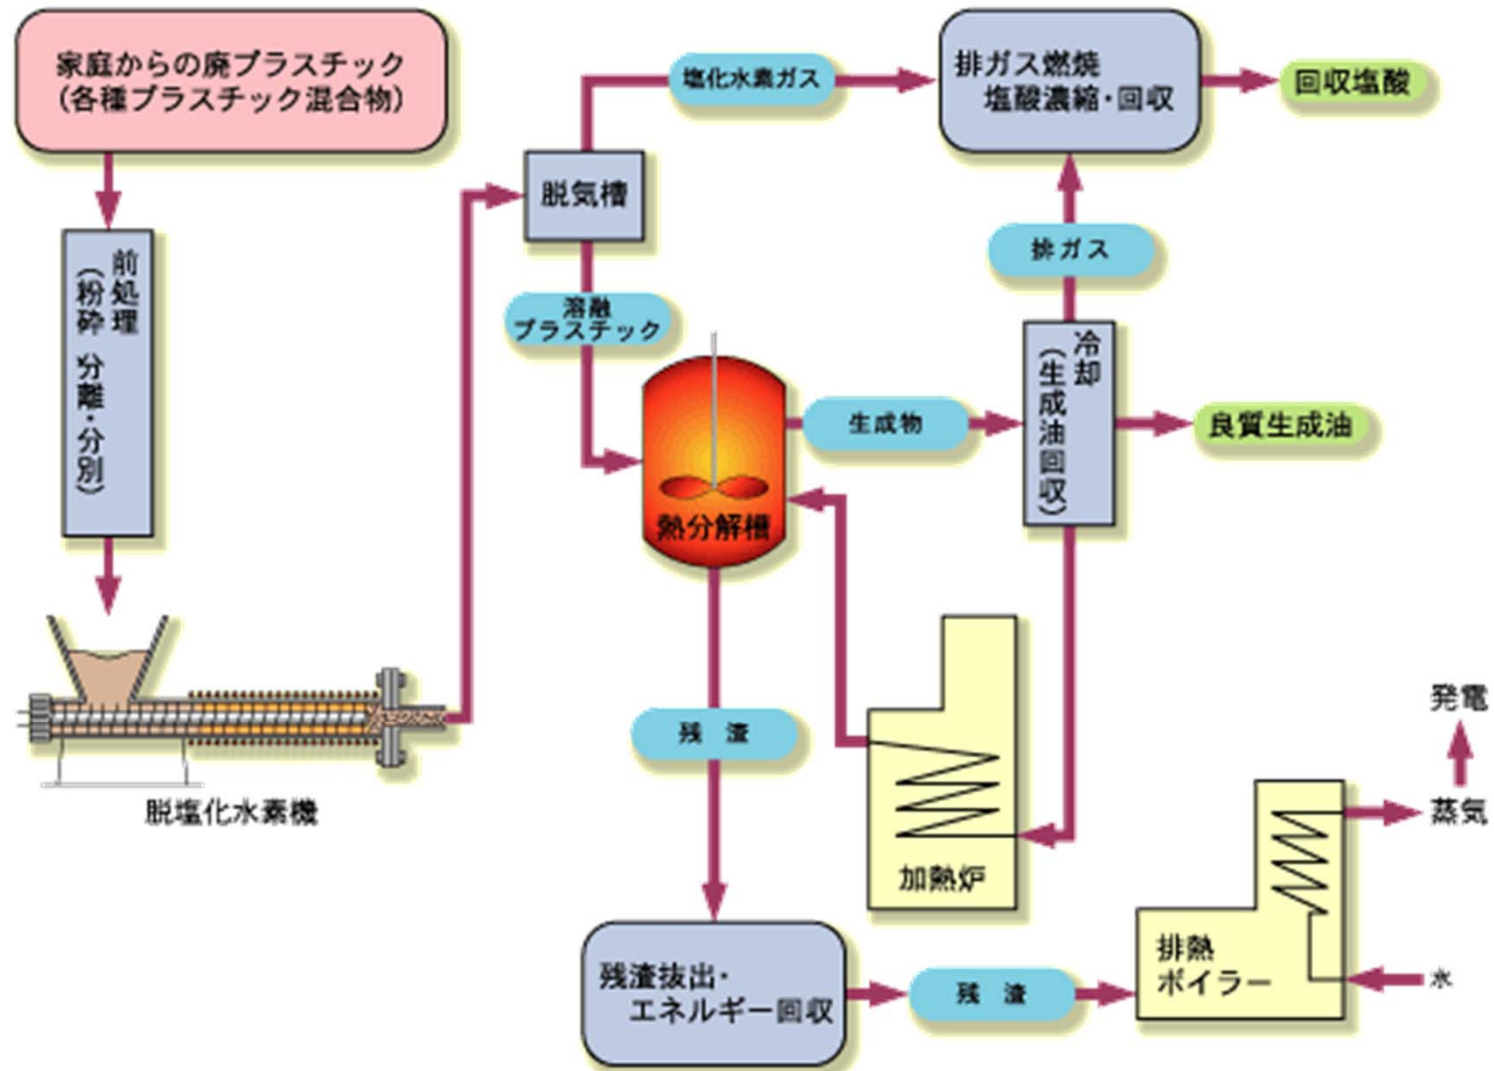 家庭からの廃プラスチック
(各種プラスチック混合物)
前処理
(粉砕、分離・分別)
脱塩化水素機
脱気槽
塩化水素ガス
排ガス燃焼
塩酸濃縮・回収
回収塩酸
溶融
プラスチック
排ガス
熱分解槽
生成物
冷却
(生成油回収)
良質生成油
残渣
加熱炉
残渣抜出・
エネルギー回収
残渣
排熱
ボイラー
発電
蒸気
水